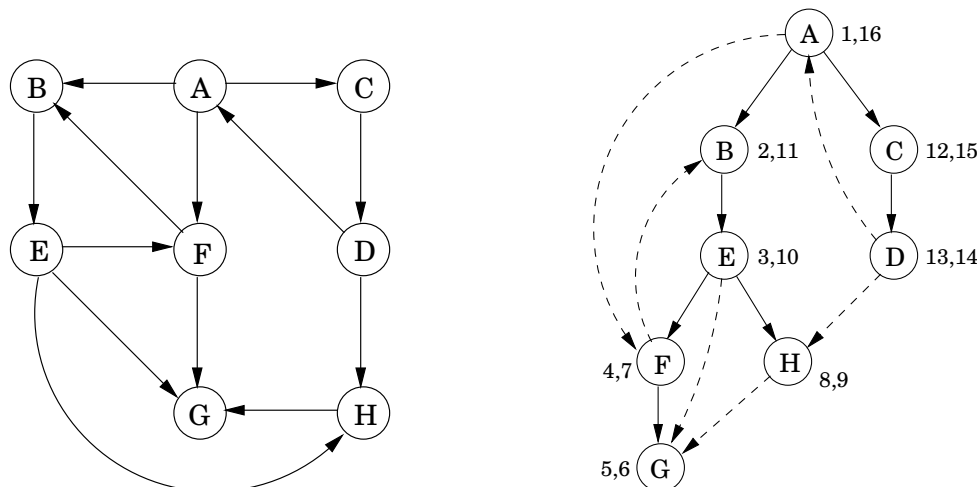 B A C
E F D
G H
A 1,16
B 2,11 C 12,15
E 3,10 D 13,14
F 4,7 H 8,9
G 5,6